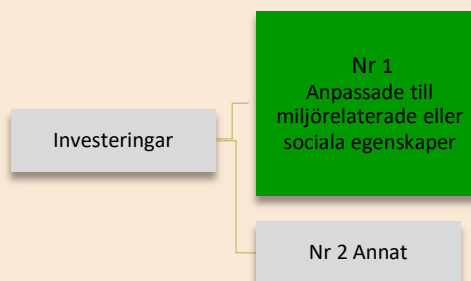 Nr 1
Anpassade till
miljörelaterade eller
sociala egenskaper
Investeringar
Nr 2 Annat